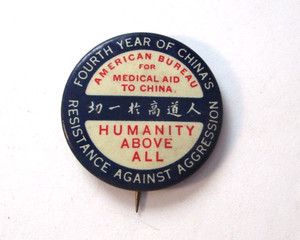 FOURTH YEAR OF CHINA'S
AMERICAN BUREAU
FOR
MEDICAL AID
TO CHINA
切一於高道人
HUMANITY
ABOVE
ALL
RESISTANCE AGAINST AGGRESSION